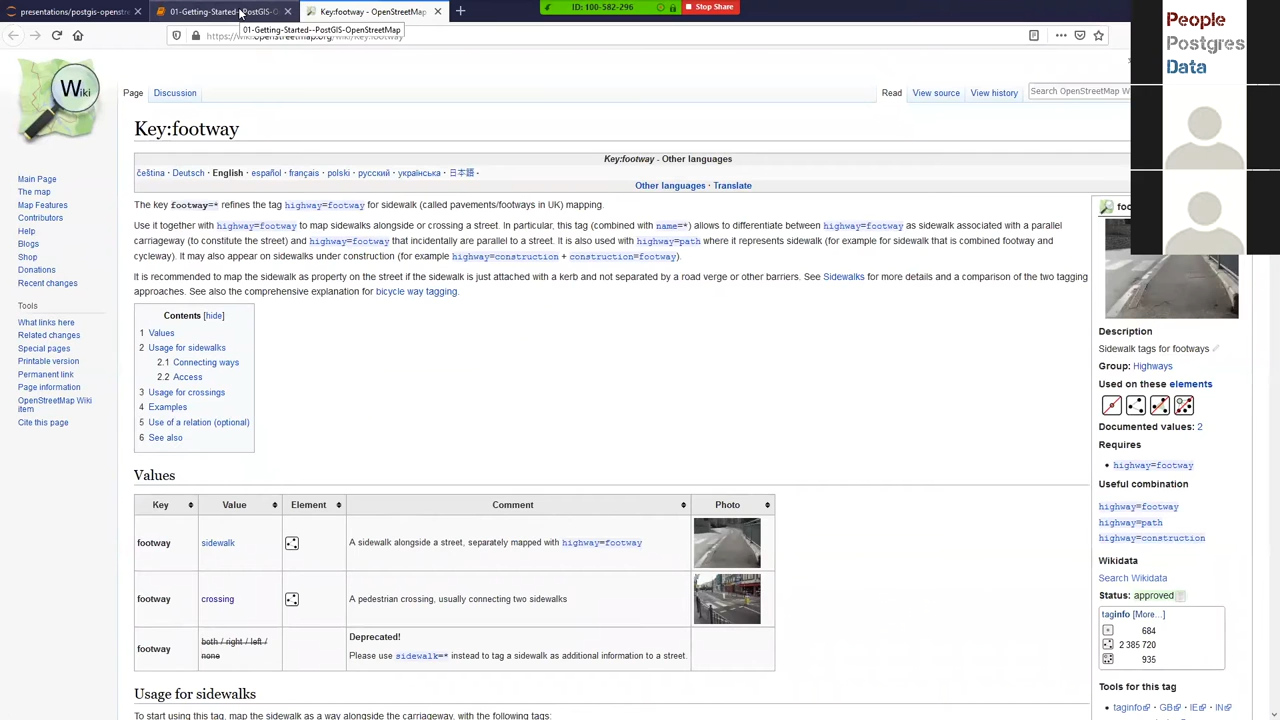 presentations/postgis-openstr
01-Getting-Started--PostGIS-O
Key:footway - OpenStreetMap
ID: 100-582-296
Stop Share
01-Getting-Started--PostGIS-OpenStreetMap
https://wiki.openstreetmap.org/wiki/Key:footway
People
Postgres
Data
Wiki
Page
Discussion
Read
View source
View history
Search OpenStreetMap W
Key:footway
Key:footway - Other languages
čeština · Deutsch · English · español · français · polski · русский · українська · 日本語 ·
Other languages · Translate
The key footway=* refines the tag highway=footway for sidewalk (called pavements/footways in UK) mapping.
Use it together with highway=footway to map sidewalks alongside or crossing a street. In particular, this tag (combined with name=*) allows to differentiate between highway=footway as sidewalk associated with a parallel
carriageway (to constitute the street) and highway=footway that incidentally are parallel to a street. It is also used with highway=path where it represents sidewalk (for example for sidewalk that is combined footway and
cycleway). It may also appear on sidewalks under construction (for example highway=construction + construction=footway).
It is recommended to map the sidewalk as property on the street if the sidewalk is just attached with a kerb and not separated by a road verge or other barriers. See Sidewalks for more details and a comparison of the two tagging
approaches. See also the comprehensive explanation for bicycle way tagging.
Main Page
The map
Map Features
Contributors
Help
Blogs
Shop
Donations
Recent changes
Tools
What links here
Related changes
Special pages
Printable version
Permanent link
Page information
OpenStreetMap Wiki
item
Cite this page
Contents [hide]
1 Values
2 Usage for sidewalks
2.1 Connecting ways
2.2 Access
3 Usage for crossings
4 Examples
5 Use of a relation (optional)
6 See also
Values
Key Value Element Comment Photo
footway sidewalk A sidewalk alongside a street, separately mapped with highway=footway
footway crossing A pedestrian crossing, usually connecting two sidewalks
footway both / right / left /
none
Deprecated!
Please use sidewalk=* instead to tag a sidewalk as additional information to a street.
Usage for sidewalks
To start using this tag, map the sidewalk as a way alongside the carriageway, with the following tags:
foo
Description
Sidewalk tags for footways
Group: Highways
Used on these elements
Documented values: 2
Requires
• highway=footway
Useful combination
highway=footway
highway=path
highway=construction
Wikidata
Search Wikidata
Status: approved
taginfo [More...]
684
2 385 720
935
Tools for this tag
• taginfo · GB · IE · IN